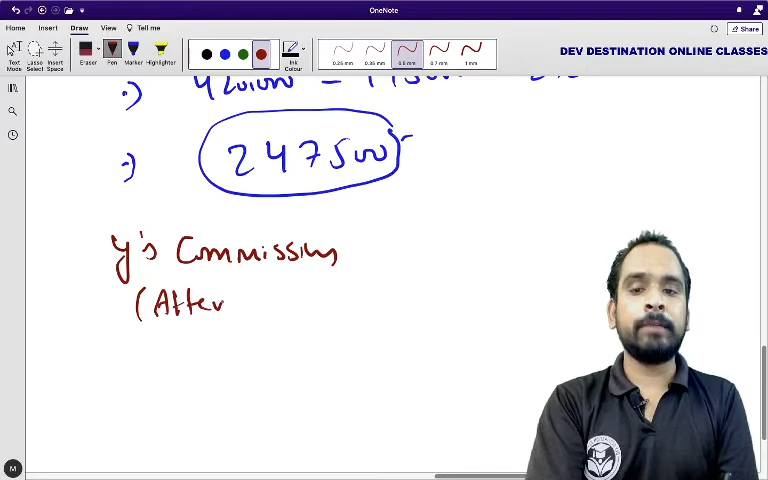 OneNote
Home Insert Draw View Tell me Share
Text Mode Lasso Select Insert Space Eraser Pen Marker Highlighter Ink Colour 0.25 mm 0.35 mm 0.5 mm 0.7 mm 1 mm
DEV DESTINATION ONLINE CLASSES
⇒ 247500
y's Commission
(After
M